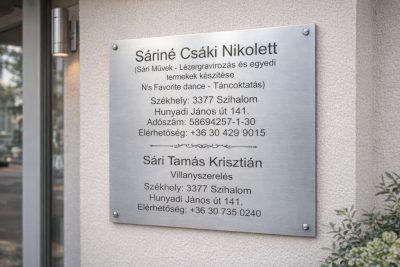 Sáriné Csáki Nikolett
(Sári Művek - Lézergravírozás és egyedi
termekek készítése
N's Favorite dance - Táncoktatás)
Székhely: 3377 Szihalom
Hunyadi János út 141.
Adószám: 58694257-1-30
Elérhetőség: +36 30 429 9015
Sári Tamás Krisztián
Villanyszerelés
Székhely: 3377 Szihalom
Hunyadi János út 141.
Elérhetőség: +36 30 735 0240